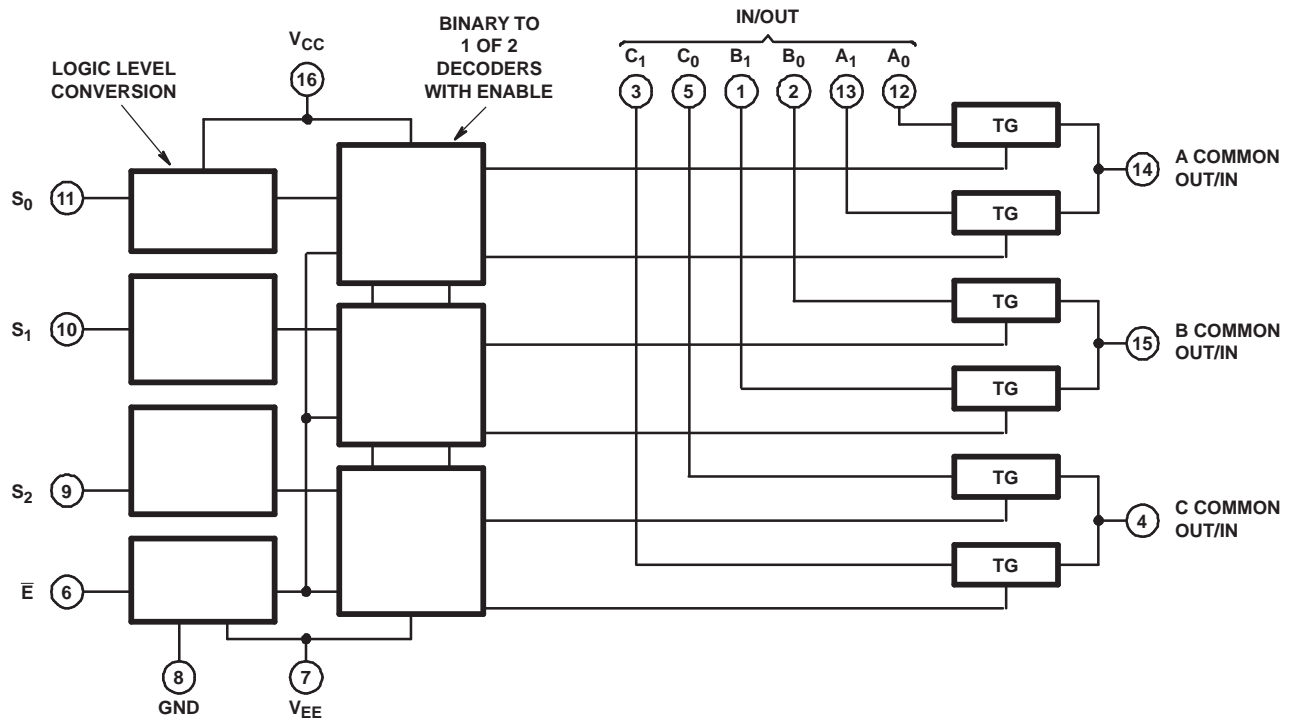 LOGIC LEVEL
CONVERSION
V_CC
16
BINARY TO
1 OF 2
DECODERS
WITH ENABLE
IN/OUT
C1 C0 B1 B0 A1 A0
3 5 1 2 13 12
TG
TG
14
A COMMON
OUT/IN
S0 11
S1 10
TG
TG
15
B COMMON
OUT/IN
S2 9
TG
TG
4
C COMMON
OUT/IN
E̅ 6
8
GND
7
V_EE